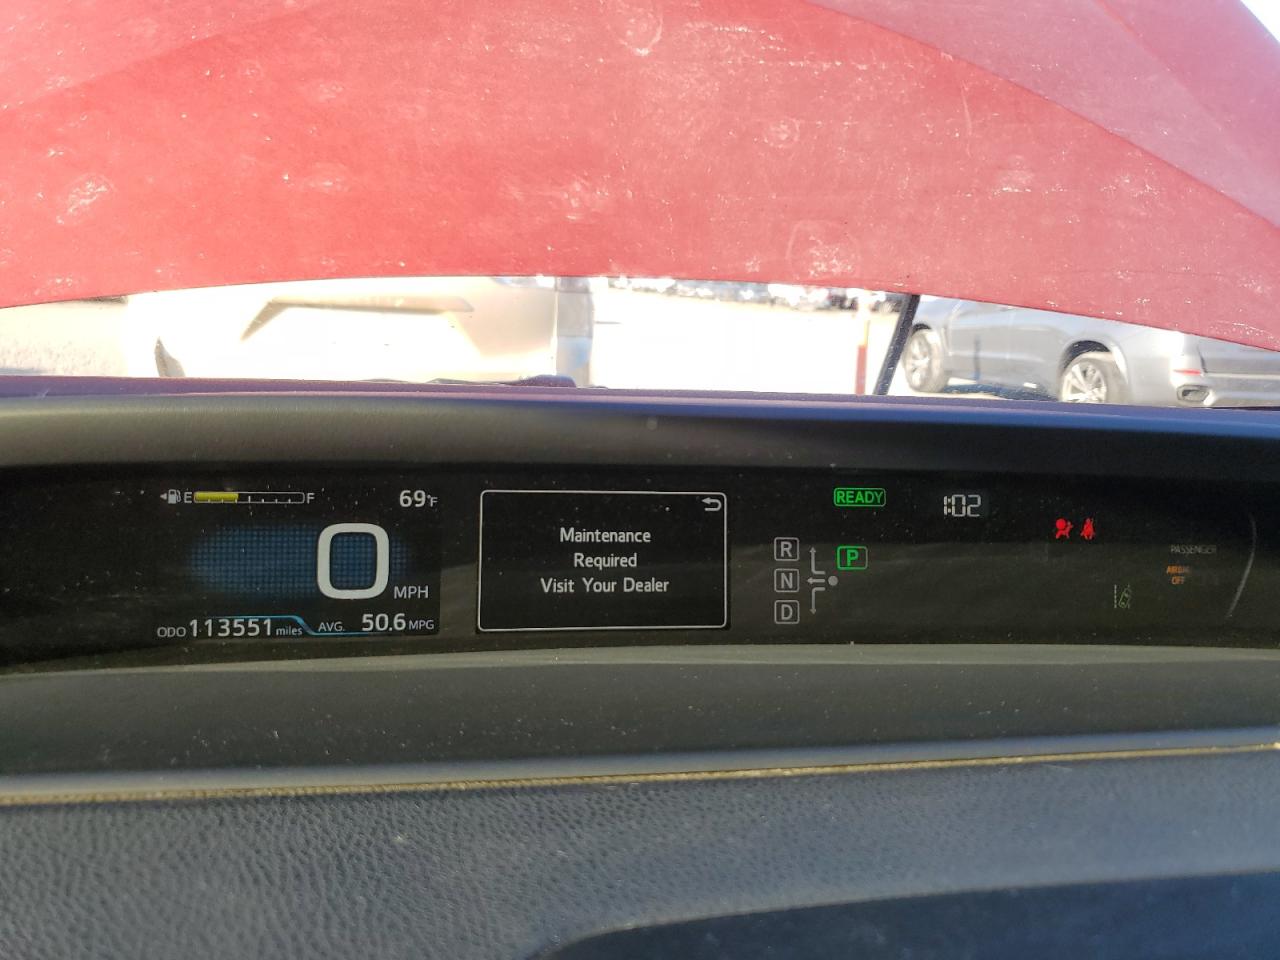 E F
69°F
0 MPH
ODO 113551 miles AVG. 50.6 MPG
Maintenance
Required
Visit Your Dealer
READY
1:02
R
N
D
P
PASSENGER
AIRBAG
OFF